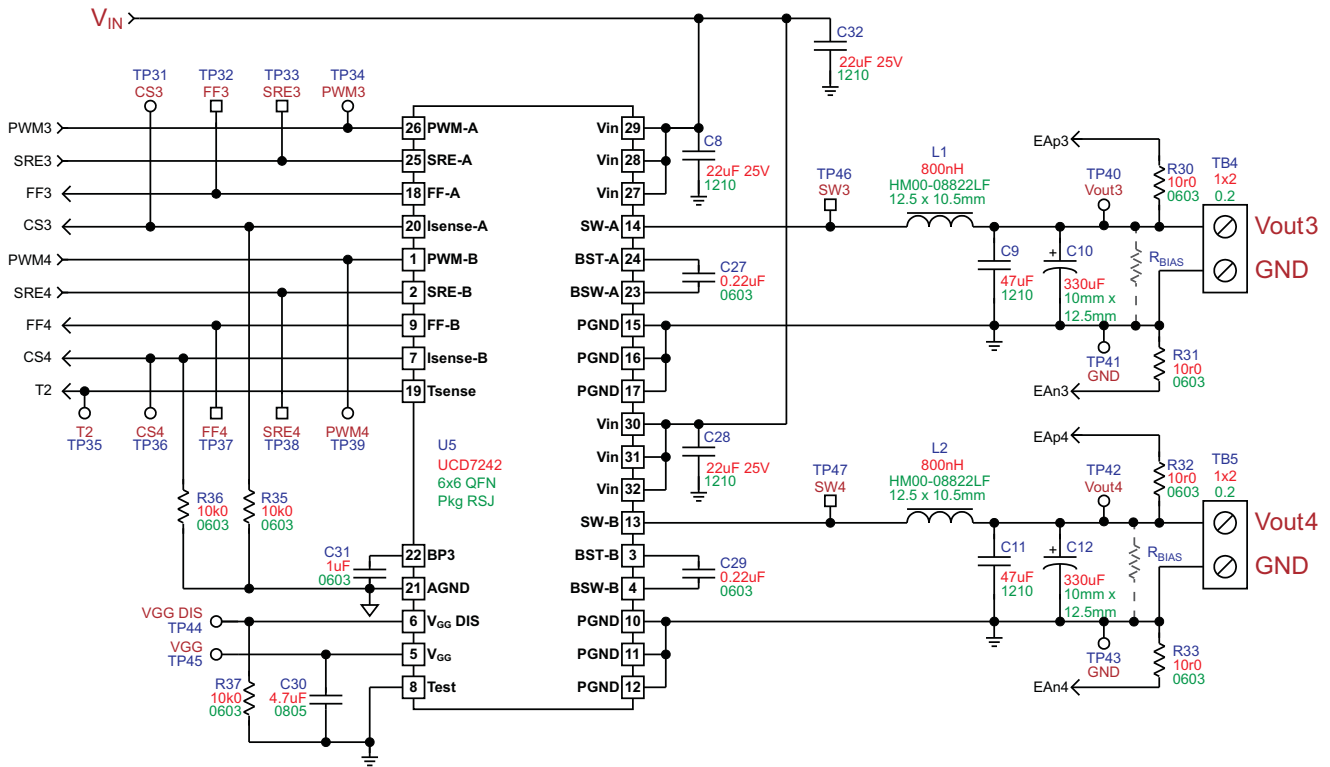 VIN
C32
22uF 25V
1210
TP31
CS3
TP32
FF3
TP33
SRE3
TP34
PWM3
PWM3
SRE3
FF3
CS3
PWM4
SRE4
FF4
CS4
T2
26 PWM-A
25 SRE-A
18 FF-A
20 Isense-A
1 PWM-B
2 SRE-B
9 FF-B
7 Isense-B
19 Tsense
22 BP3
21 AGND
6 VGG DIS
5 VGG
8 Test
Vin 29
Vin 28
Vin 27
SW-A 14
BST-A 24
BSW-A 23
PGND 15
PGND 16
PGND 17
Vin 30
Vin 31
Vin 32
SW-B 13
BST-B 3
BSW-B 4
PGND 10
PGND 11
PGND 12
U5
UCD7242
6x6 QFN
Pkg RSJ
T2
TP35
CS4
TP36
FF4
TP37
SRE4
TP38
PWM4
TP39
R36
10k0
0603
R35
10k0
0603
C31
1uF
0603
VGG DIS
TP44
VGG
TP45
R37
10k0
0603
C30
4.7uF
0805
C8
22uF 25V
1210
C27
0.22uF
0603
C28
22uF 25V
1210
C29
0.22uF
0603
TP46
SW3
L1
800nH
HM00-08822LF
12.5 x 10.5mm
C9
47uF
1210
C10
+
330uF
10mm x
12.5mm
EAp3
TP40
Vout3
R30
10r0
0603
TB4
1x2
0.2
RBIAS
Vout3
GND
TP41
GND
R31
10r0
0603
EAn3
TP47
SW4
L2
800nH
HM00-08822LF
12.5 x 10.5mm
C11
47uF
1210
C12
+
330uF
10mm x
12.5mm
EAp4
TP42
Vout4
R32
10r0
0603
TB5
1x2
0.2
RBIAS
Vout4
GND
TP43
GND
R33
10r0
0603
EAn4